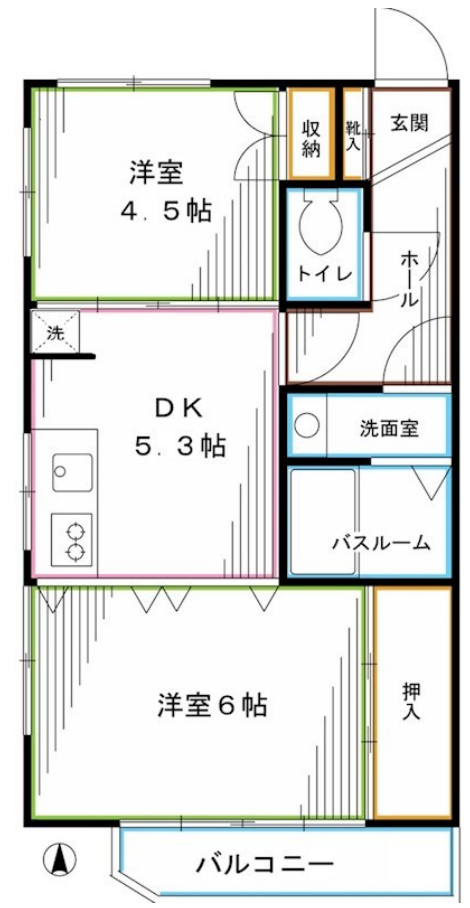 玄関
靴入
収納
洋室
4.5帖
トイレ
ホール
洗
DK
5.3帖
洗面室
バスルーム
洋室6帖
押入
バルコニー